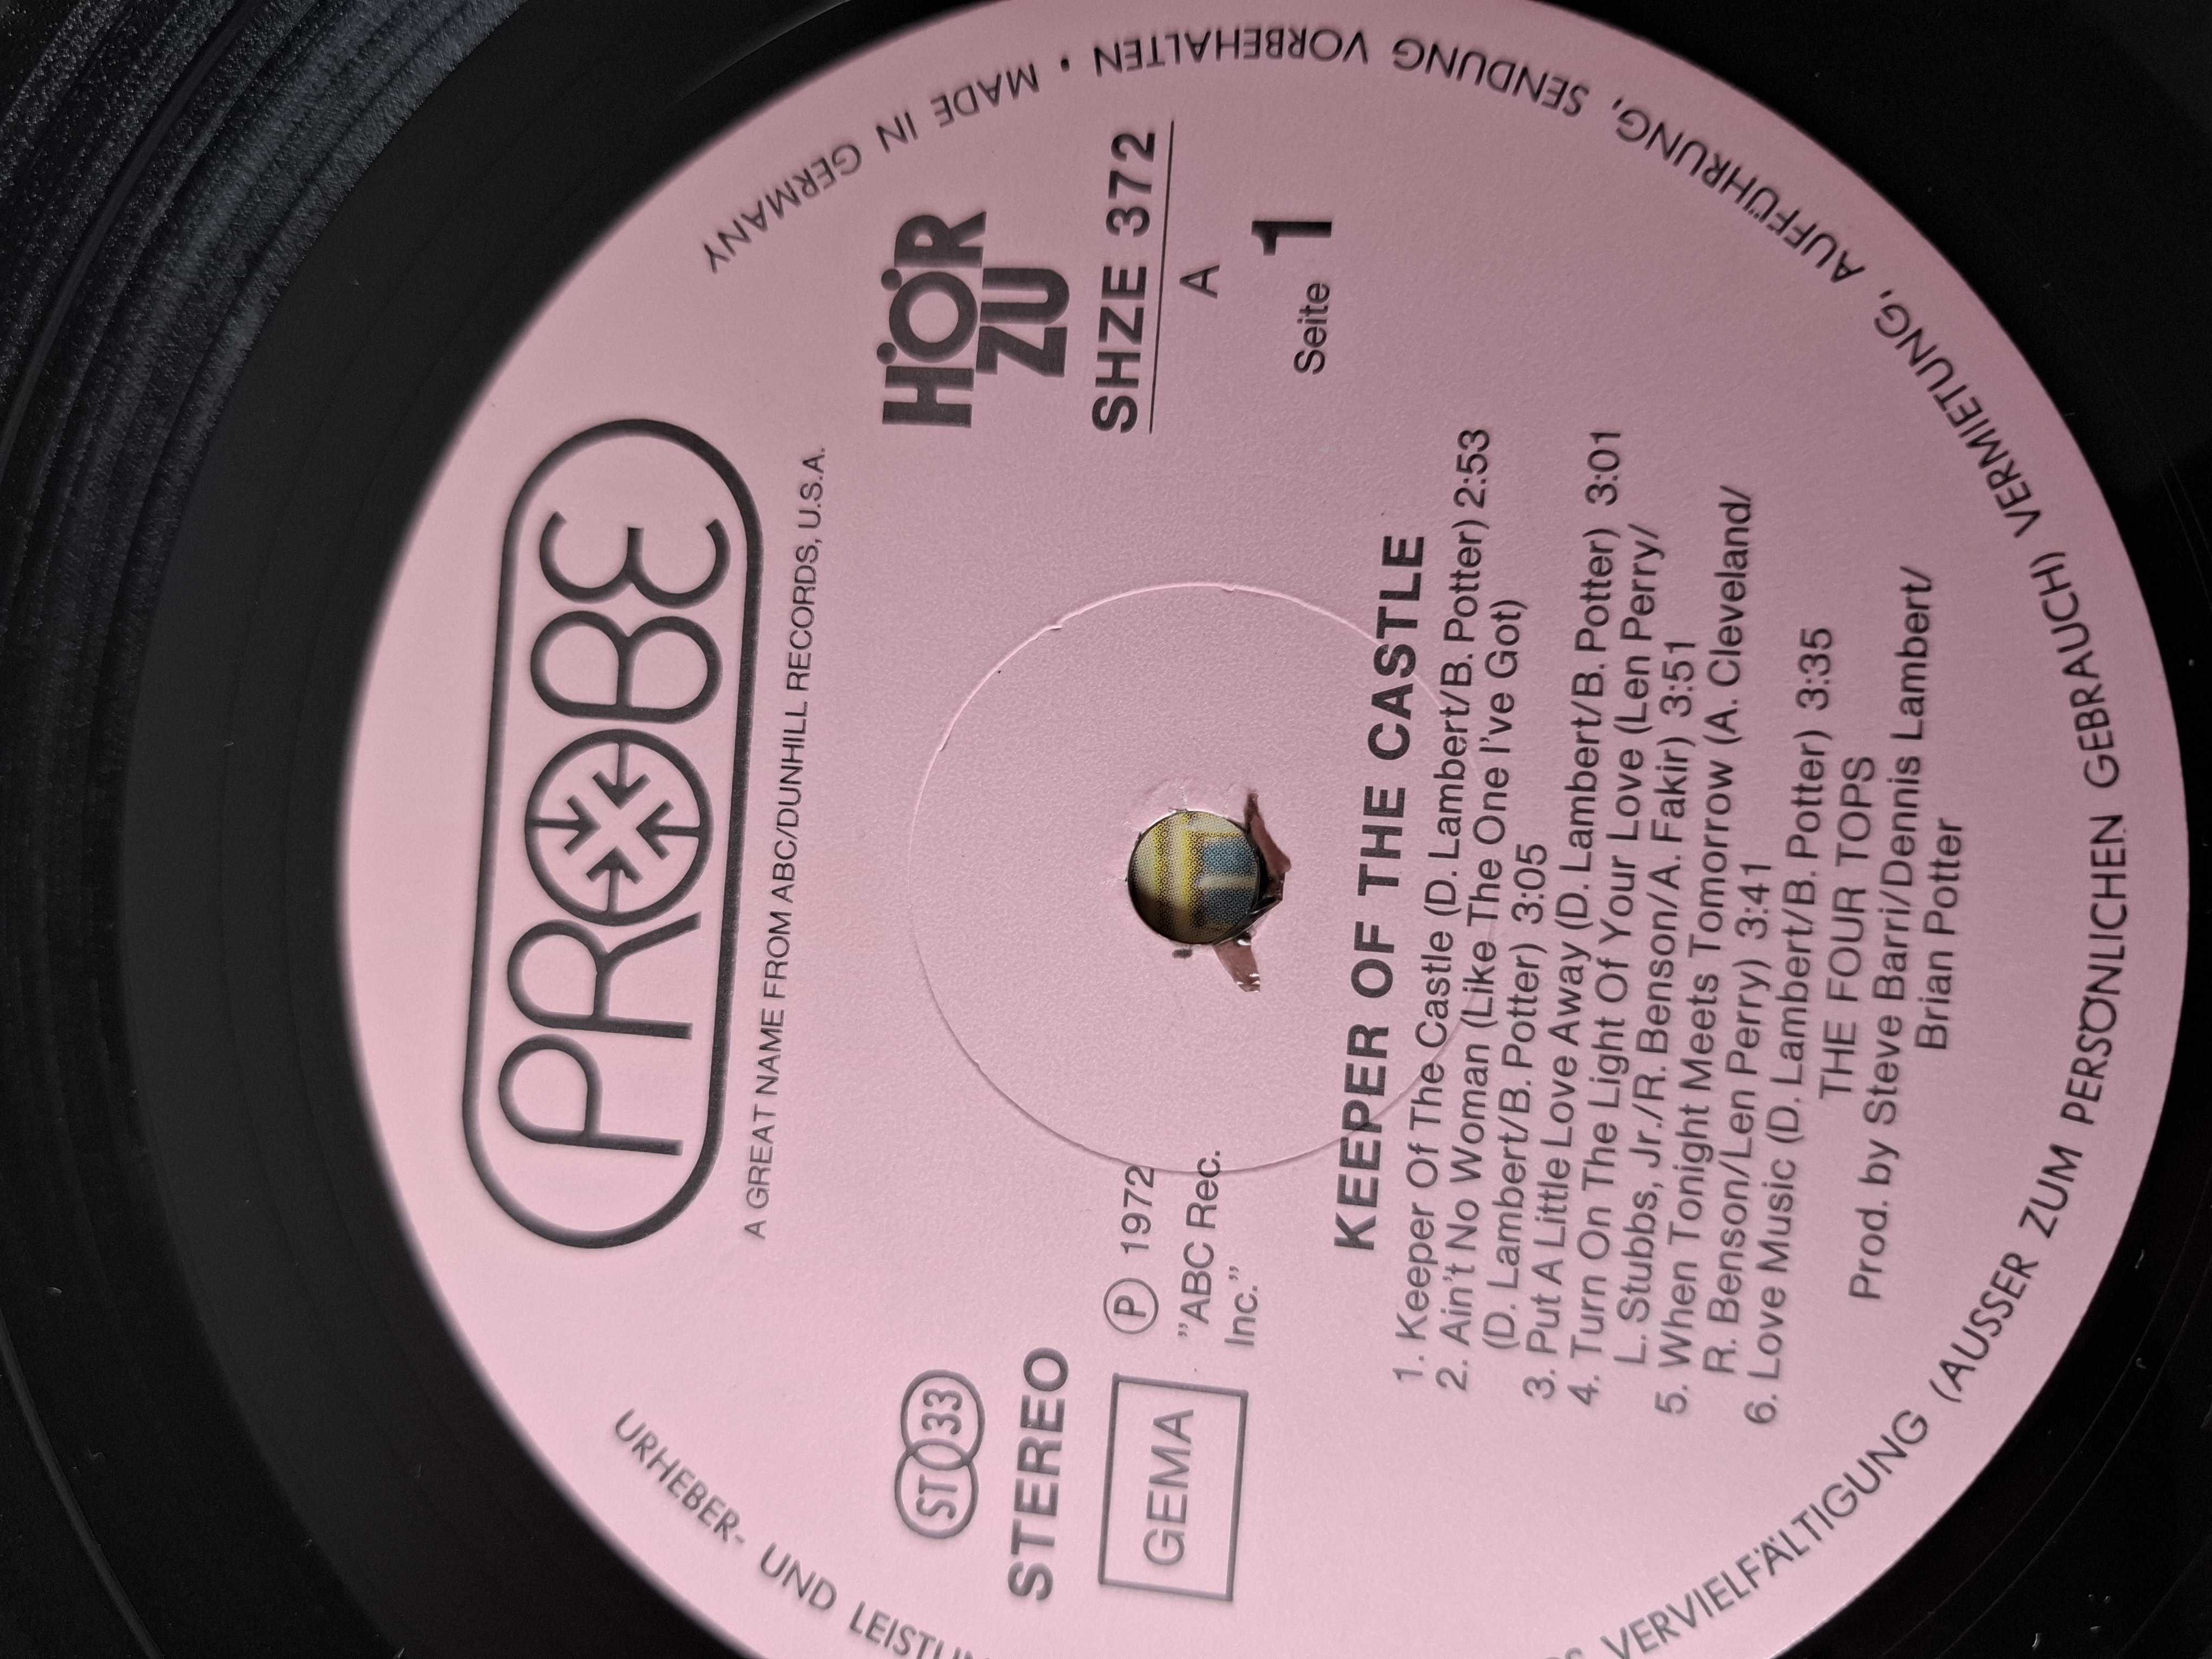 PROBE
A GREAT NAME FROM ABC/DUNHILL RECORDS, U.S.A.
ST 33
STEREO
GEMA
Ⓟ 1972
"ABC Rec.
Inc."
HÖR
ZU
SHZE 372
A
Seite 1
KEEPER OF THE CASTLE
1. Keeper Of The Castle (D. Lambert/B. Potter) 2:53
2. Ain't No Woman (Like The One I've Got)
(D. Lambert/B. Potter) 3:05
3. Put A Little Love Away (D. Lambert/B. Potter) 3:01
4. Turn On The Light Of Your Love (Len Perry/
L. Stubbs, Jr./R. Benson/A. Fakir) 3:51
5. When Tonight Meets Tomorrow (A. Cleveland/
R. Benson/Len Perry) 3:41
6. Love Music (D. Lambert/B. Potter) 3:35
THE FOUR TOPS
Prod. by Steve Barri/Dennis Lambert/
Brian Potter
URHEBER- UND
VERVIELFÄLTIGUNG (AUSSER ZUM PERSÖNLICHEN GEBRAUCH) VERMIETUNG, AUFFÜHRUNG, SENDUNG VORBEHALTEN • MADE IN GERMANY